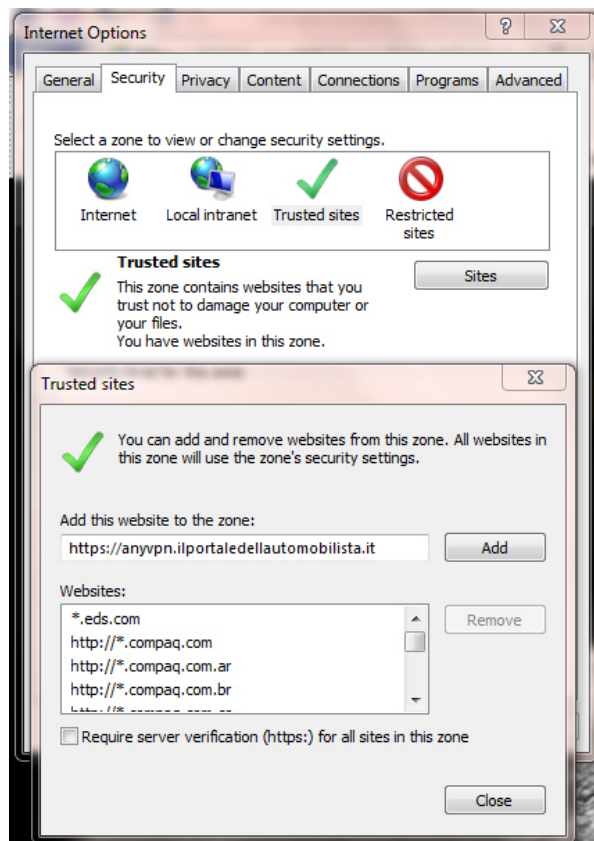 Internet Options
General Security Privacy Content Connections Programs Advanced
Select a zone to view or change security settings.
Internet Local intranet Trusted sites Restricted
sites
Trusted sites
Sites
This zone contains websites that you
trust not to damage your computer or
your files.
You have websites in this zone.
Trusted sites
You can add and remove websites from this zone. All websites in
this zone will use the zone's security settings.
Add this website to the zone:
https://anyvpn.ilportaledellautomobilista.it Add
Websites:
*.eds.com Remove
http://*.compaq.com
http://*.compaq.com.ar
http://*.compaq.com.br
Require server verification (https:) for all sites in this zone
Close